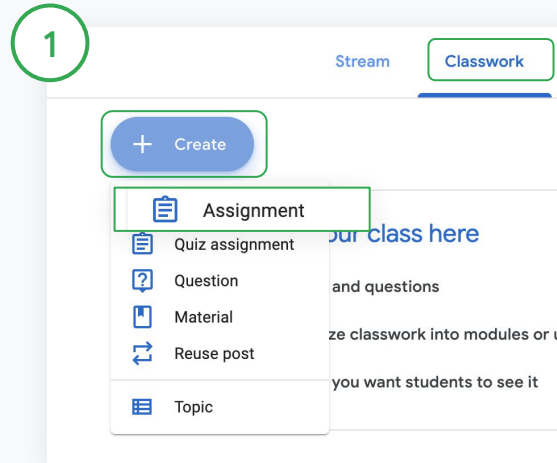 1
Stream Classwork
Create
Assignment
our class here
Quiz assignment
Question
and questions
Material
ze classwork into modules or u
Reuse post
you want students to see it
Topic